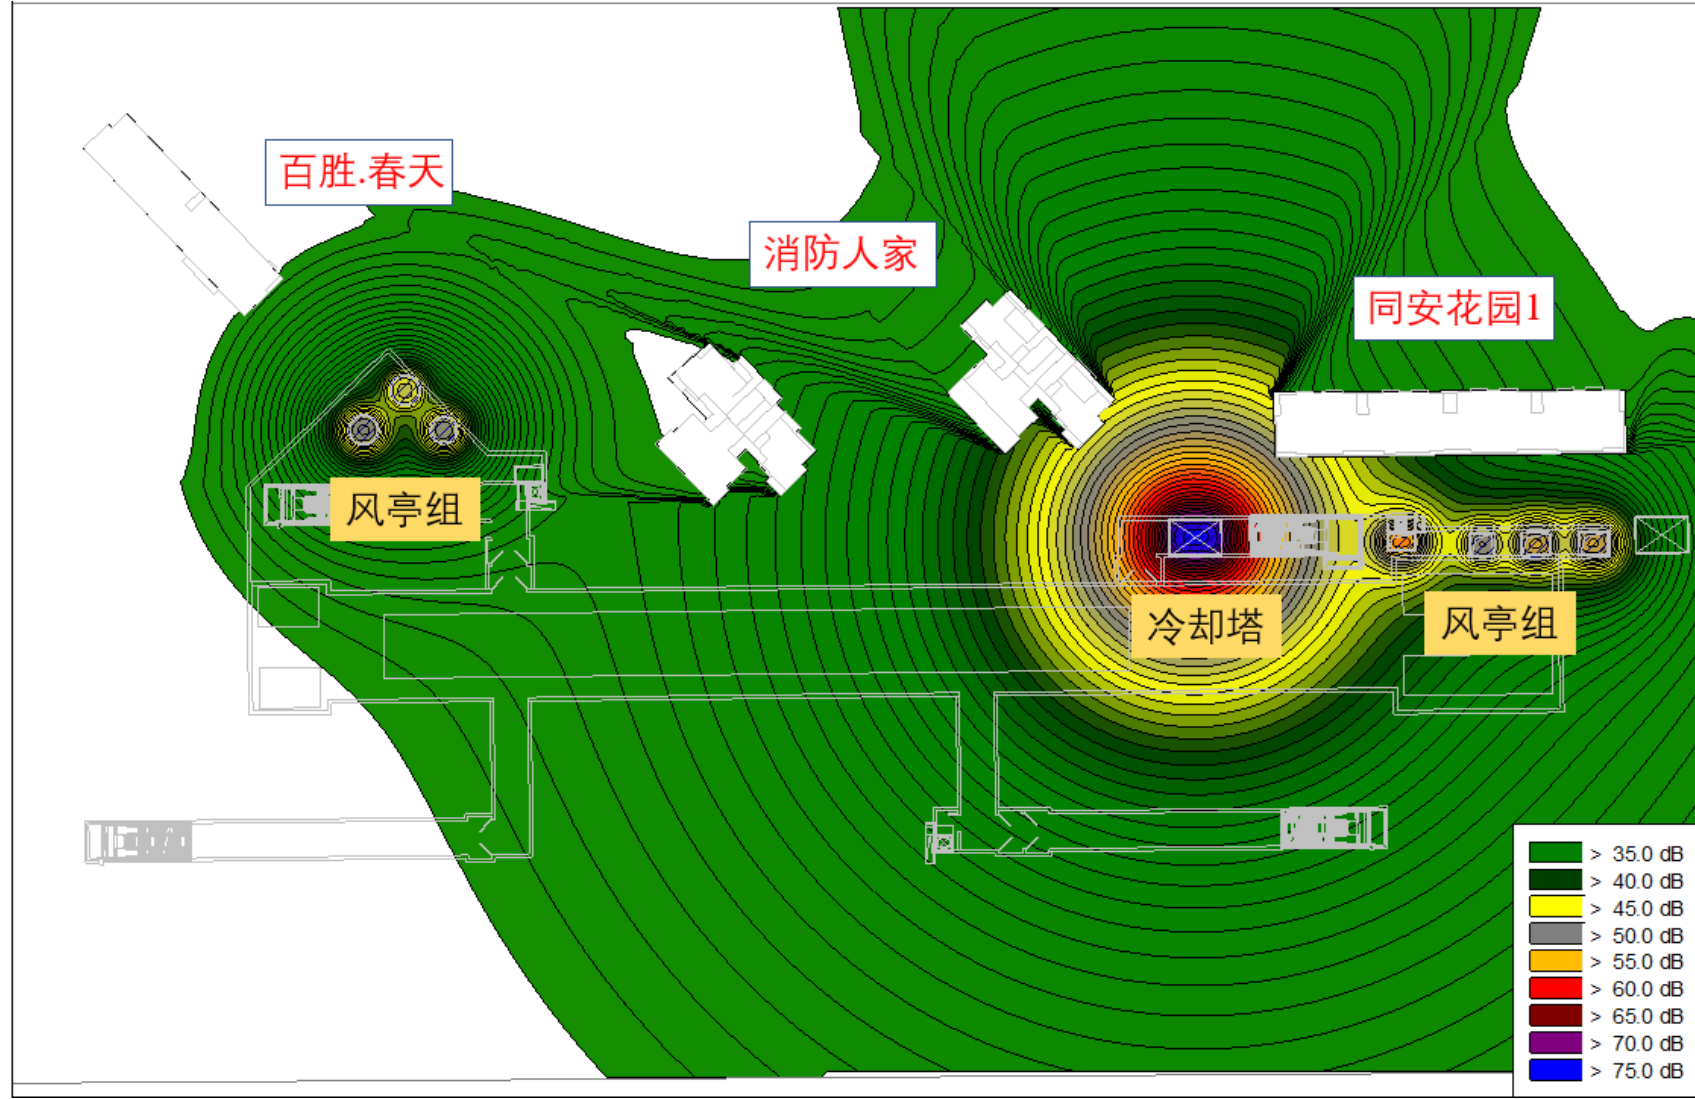 百胜.春天
消防人家
同安花园1
风亭组
冷却塔
风亭组
> 35.0 dB
> 40.0 dB
> 45.0 dB
> 50.0 dB
> 55.0 dB
> 60.0 dB
> 65.0 dB
> 70.0 dB
> 75.0 dB